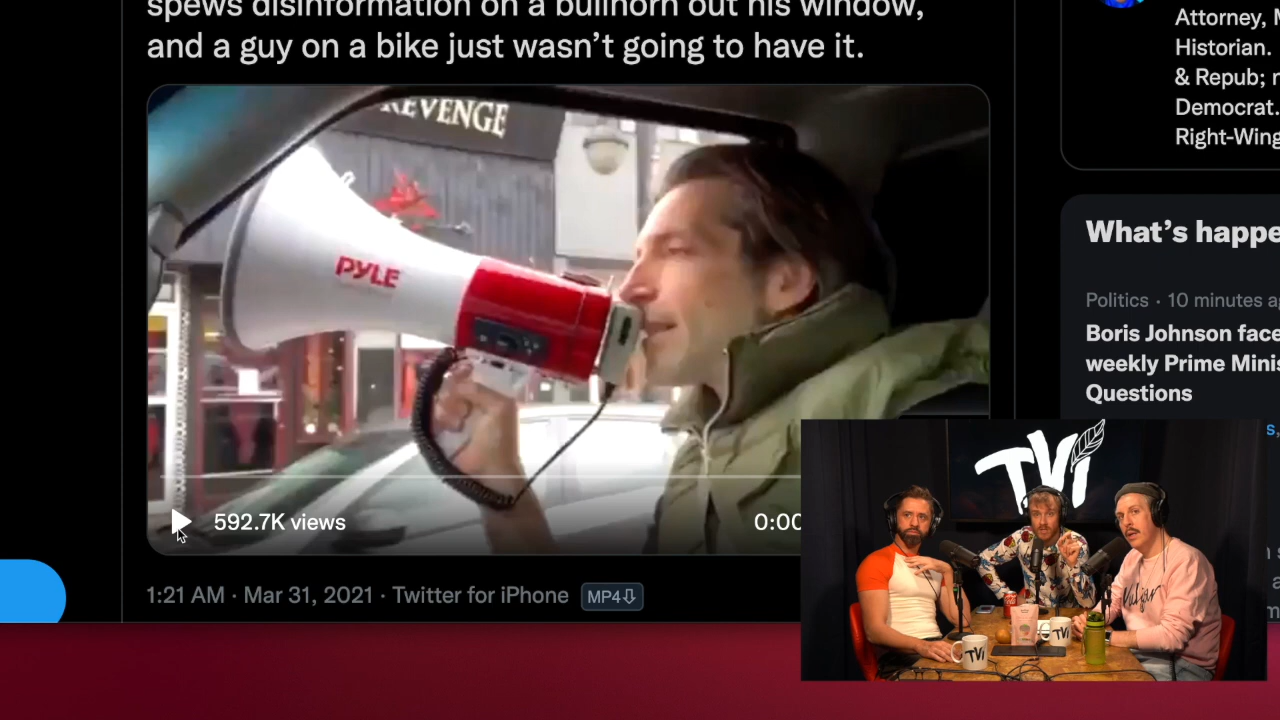 spews disinformation on a bullhorn out his window,
and a guy on a bike just wasn’t going to have it.
REVENGE
PYLE
592.7K views
0:00
1:21 AM · Mar 31, 2021 · Twitter for iPhone
MP4
Attorney,
Historian.
& Repub;
Democrat.
Right-Wing
What’s happe
Politics · 10 minutes a
Boris Johnson face
weekly Prime Minis
Questions
TVi
TVi
TVi